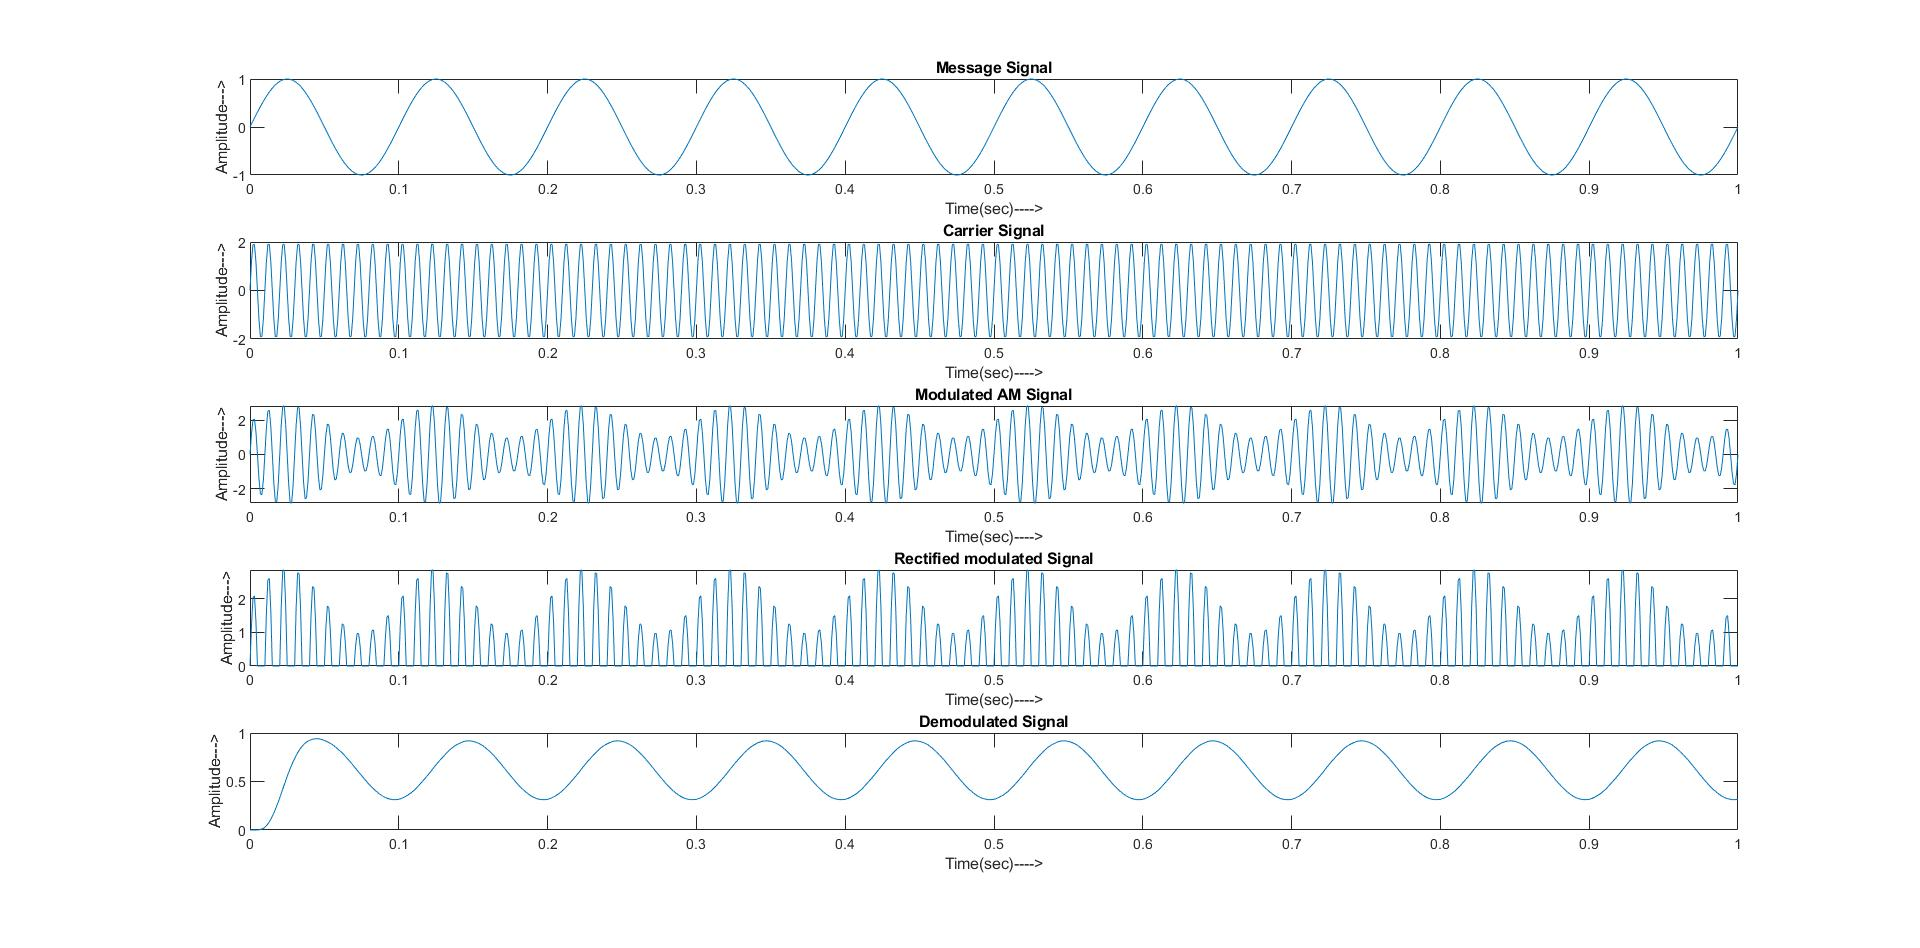 Message Signal
Amplitude--->
1
0
-1
0 0.1 0.2 0.3 0.4 0.5 0.6 0.7 0.8 0.9 1
Time(sec)---->
Carrier Signal
Amplitude--->
2
0
-2
0 0.1 0.2 0.3 0.4 0.5 0.6 0.7 0.8 0.9 1
Time(sec)---->
Modulated AM Signal
Amplitude--->
2
0
-2
0 0.1 0.2 0.3 0.4 0.5 0.6 0.7 0.8 0.9 1
Time(sec)---->
Rectified modulated Signal
Amplitude--->
2
1
0
0 0.1 0.2 0.3 0.4 0.5 0.6 0.7 0.8 0.9 1
Time(sec)---->
Demodulated Signal
Amplitude--->
1
0.5
0
0 0.1 0.2 0.3 0.4 0.5 0.6 0.7 0.8 0.9 1
Time(sec)---->